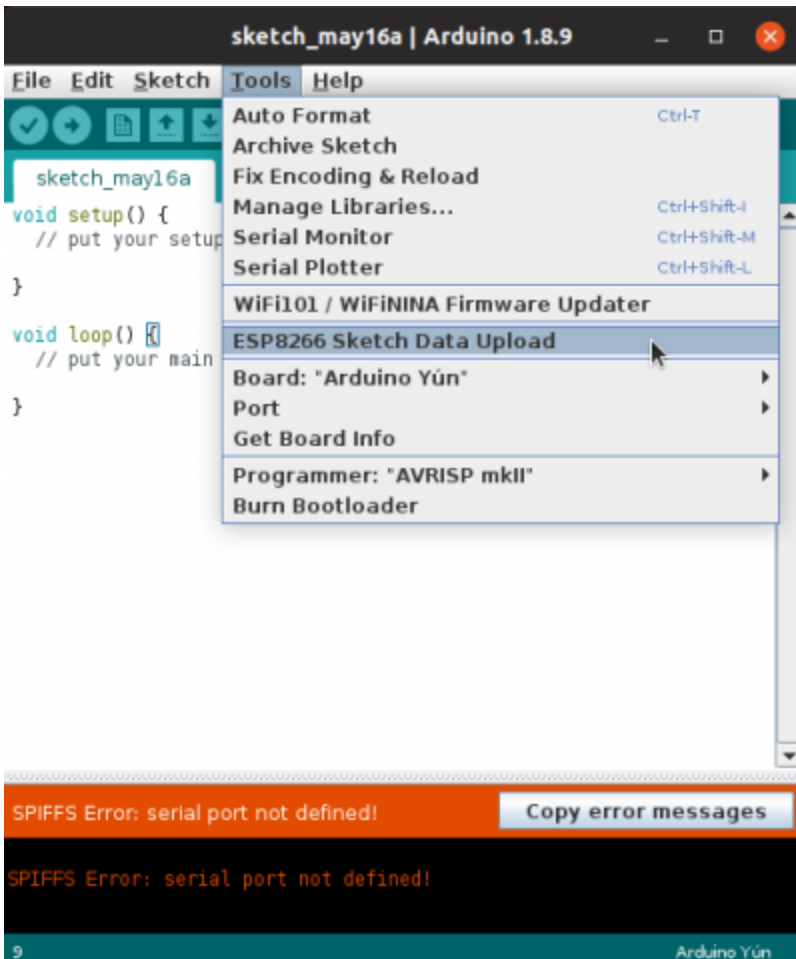 sketch_may16a | Arduino 1.8.9
File Edit Sketch Tools Help
Auto Format Ctrl-T
Archive Sketch
Fix Encoding & Reload
Manage Libraries... Ctrl+Shift-I
Serial Monitor Ctrl+Shift-M
Serial Plotter Ctrl+Shift-L
WiFi101 / WiFiNINA Firmware Updater
ESP8266 Sketch Data Upload
Board: "Arduino Yún"
Port
Get Board Info
Programmer: "AVRISP mkII"
Burn Bootloader
sketch_may16a
void setup() {
// put your setup
}
void loop() {
// put your main
}
SPIFFS Error: serial port not defined!
Copy error messages
SPIFFS Error: serial port not defined!
9
Arduino Yún